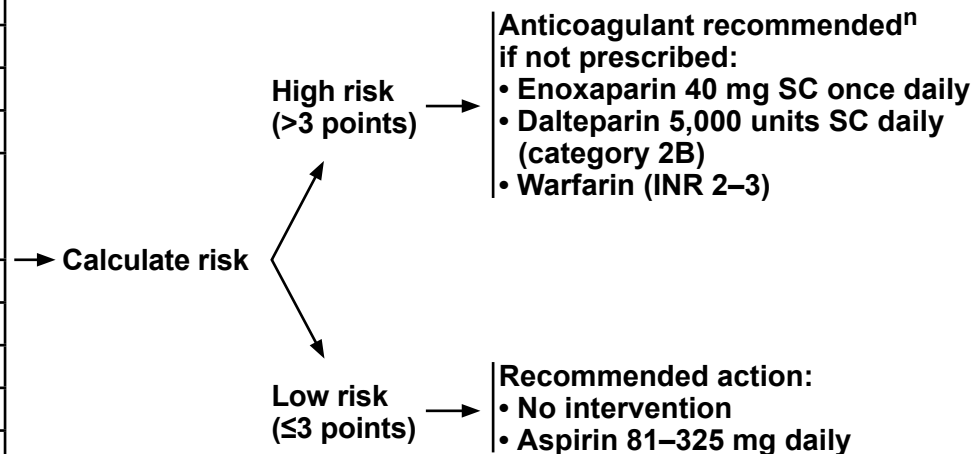 Calculate risk
High risk
(>3 points)
Anticoagulant recommendedⁿ
if not prescribed:
• Enoxaparin 40 mg SC once daily
• Dalteparin 5,000 units SC daily
(category 2B)
• Warfarin (INR 2–3)
Low risk
(≤3 points)
Recommended action:
• No intervention
• Aspirin 81–325 mg daily